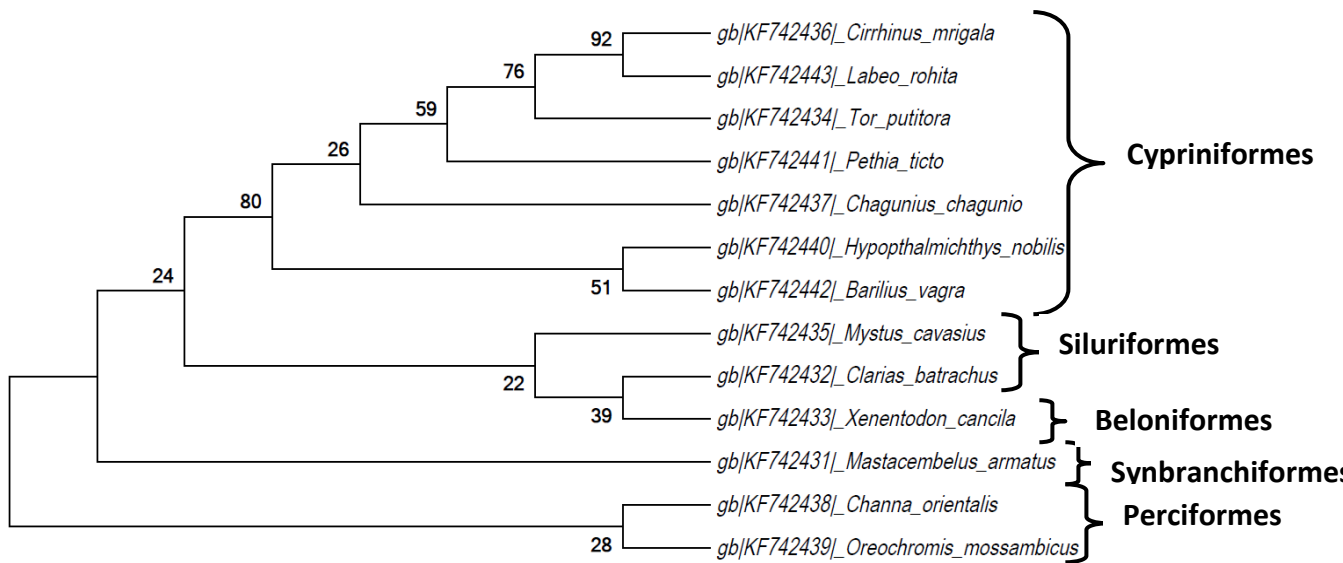 92
gb|KF742436|_Cirrhinus_mrigala
76
gb|KF742443|_Labeo_rohita
59
gb|KF742434|_Tor_putitora
26
gb|KF742441|_Pethia_ticto
Cypriniformes
80
gb|KF742437|_Chagunius_chagunio
24
gb|KF742440|_Hypopthalmichthys_nobilis
51
gb|KF742442|_Barilius_vagra
gb|KF742435|_Mystus_cavasius
Siluriformes
22
gb|KF742432|_Clarias_batrachus
39
gb|KF742433|_Xenentodon_cancila
Beloniformes
gb|KF742431|_Mastacembelus_armatus
Synbranchiformes
gb|KF742438|_Channa_orientalis
Perciformes
28
gb|KF742439|_Oreochromis_mossambicus